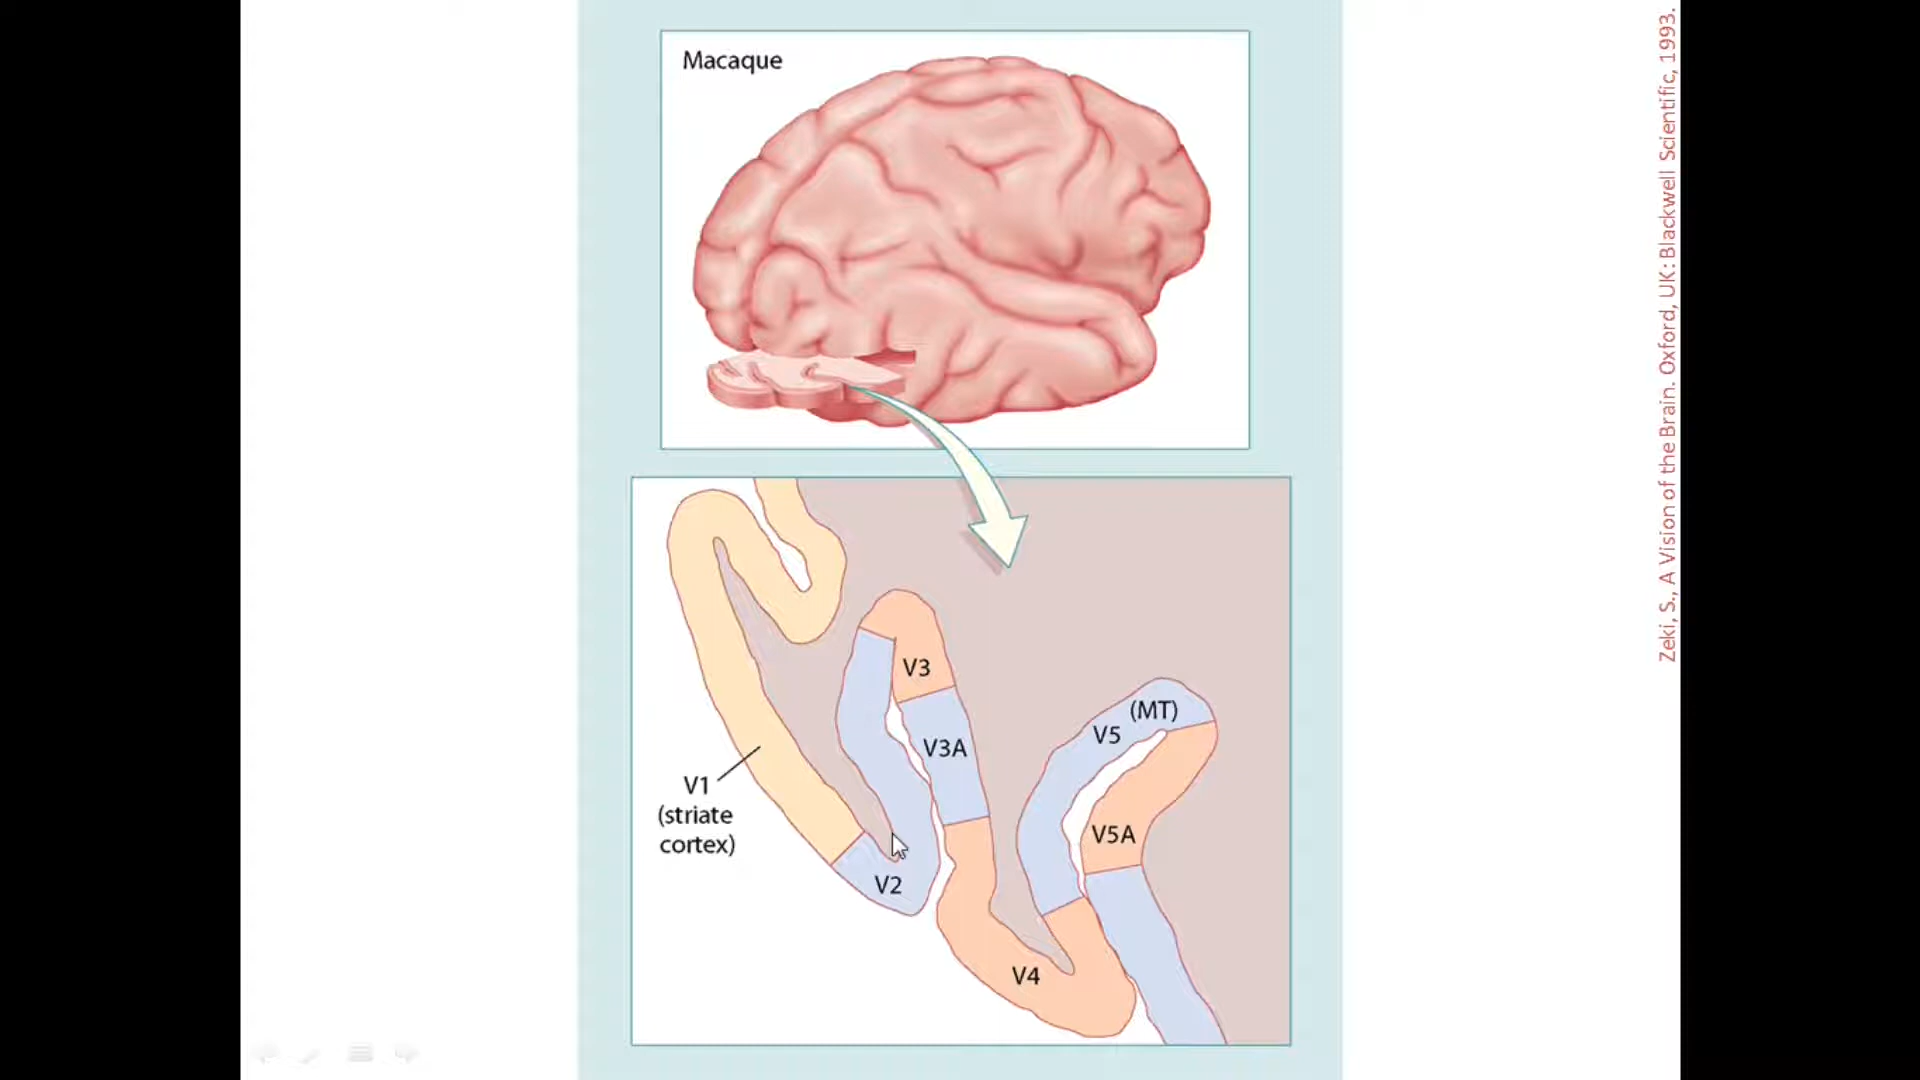 Macaque
V3
(MT)
V5
V3A
V1
(striate
cortex)
V5A
V2
V4
Zeki, S., A Vision of the Brain. Oxford, UK: Blackwell Scientific, 1993.